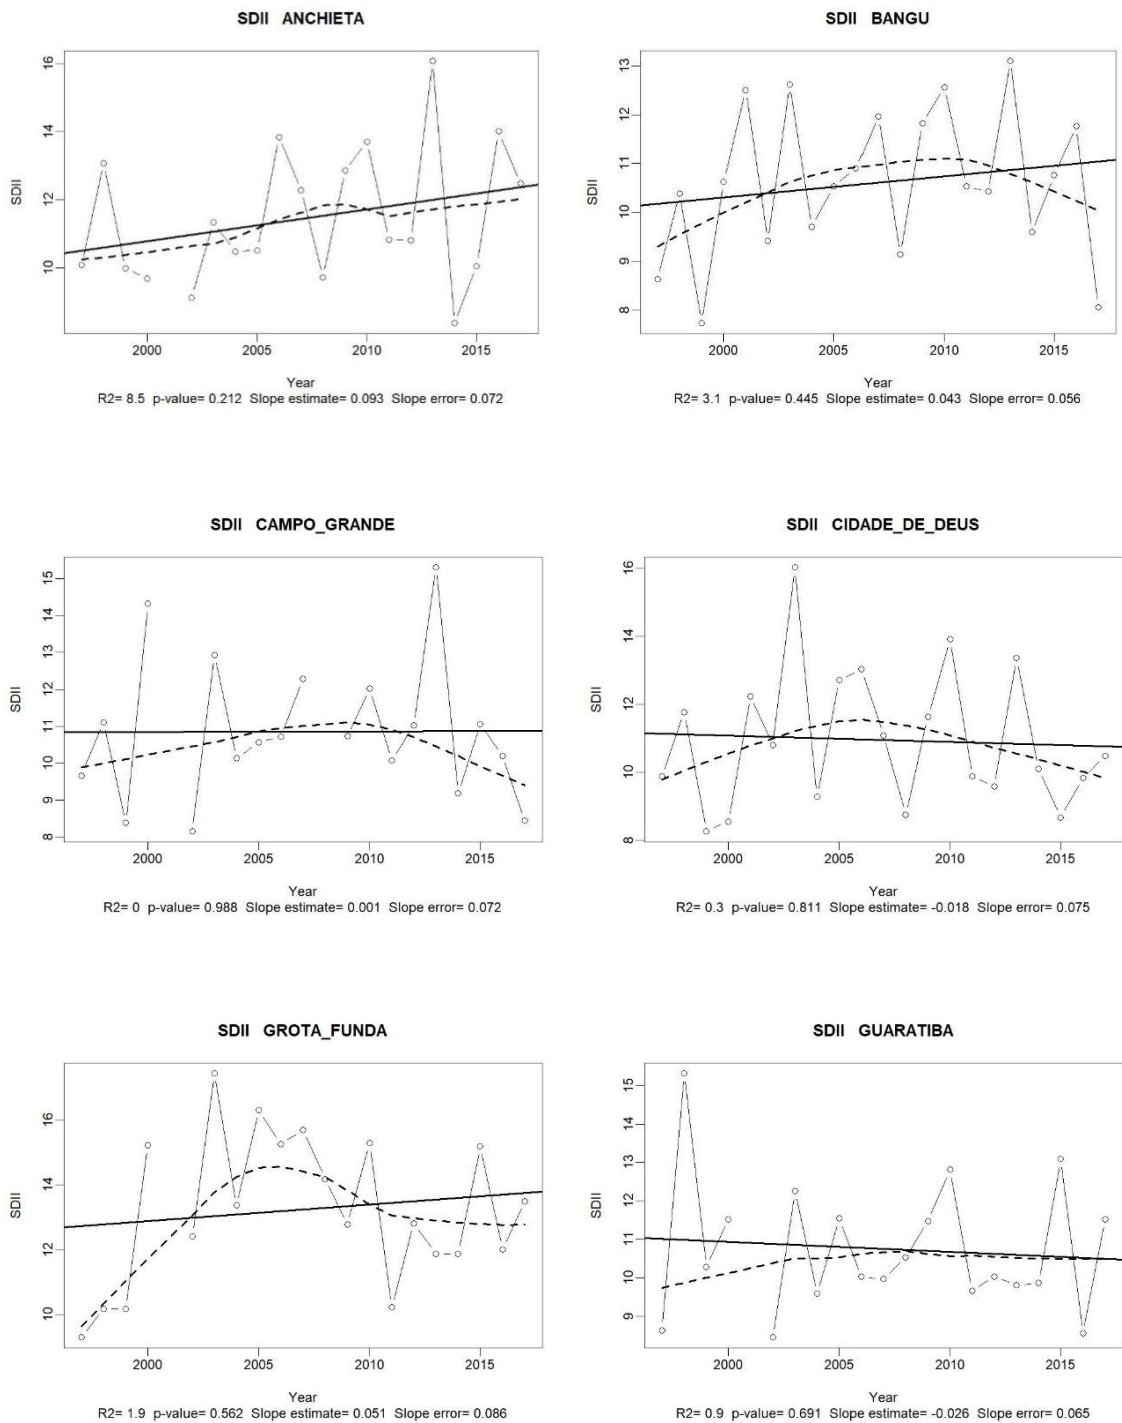 SDII ANCHIETA
SDII
16
14
12
10
2000 2005 2010 2015
Year
R2= 8.5 p-value= 0.212 Slope estimate= 0.093 Slope error= 0.072
SDII BANGU
SDII
13
12
11
10
9
8
2000 2005 2010 2015
Year
R2= 3.1 p-value= 0.445 Slope estimate= 0.043 Slope error= 0.056
SDII CAMPO_GRANDE
SDII
15
14
13
12
11
10
9
8
2000 2005 2010 2015
Year
R2= 0 p-value= 0.988 Slope estimate= 0.001 Slope error= 0.072
SDII CIDADE_DE_DEUS
SDII
16
14
12
10
8
2000 2005 2010 2015
Year
R2= 0.3 p-value= 0.811 Slope estimate= -0.018 Slope error= 0.075
SDII GROTA_FUNDA
SDII
16
14
12
10
2000 2005 2010 2015
Year
R2= 1.9 p-value= 0.562 Slope estimate= 0.051 Slope error= 0.086
SDII GUARATIBA
SDII
15
14
13
12
11
10
9
2000 2005 2010 2015
Year
R2= 0.9 p-value= 0.691 Slope estimate= -0.026 Slope error= 0.065